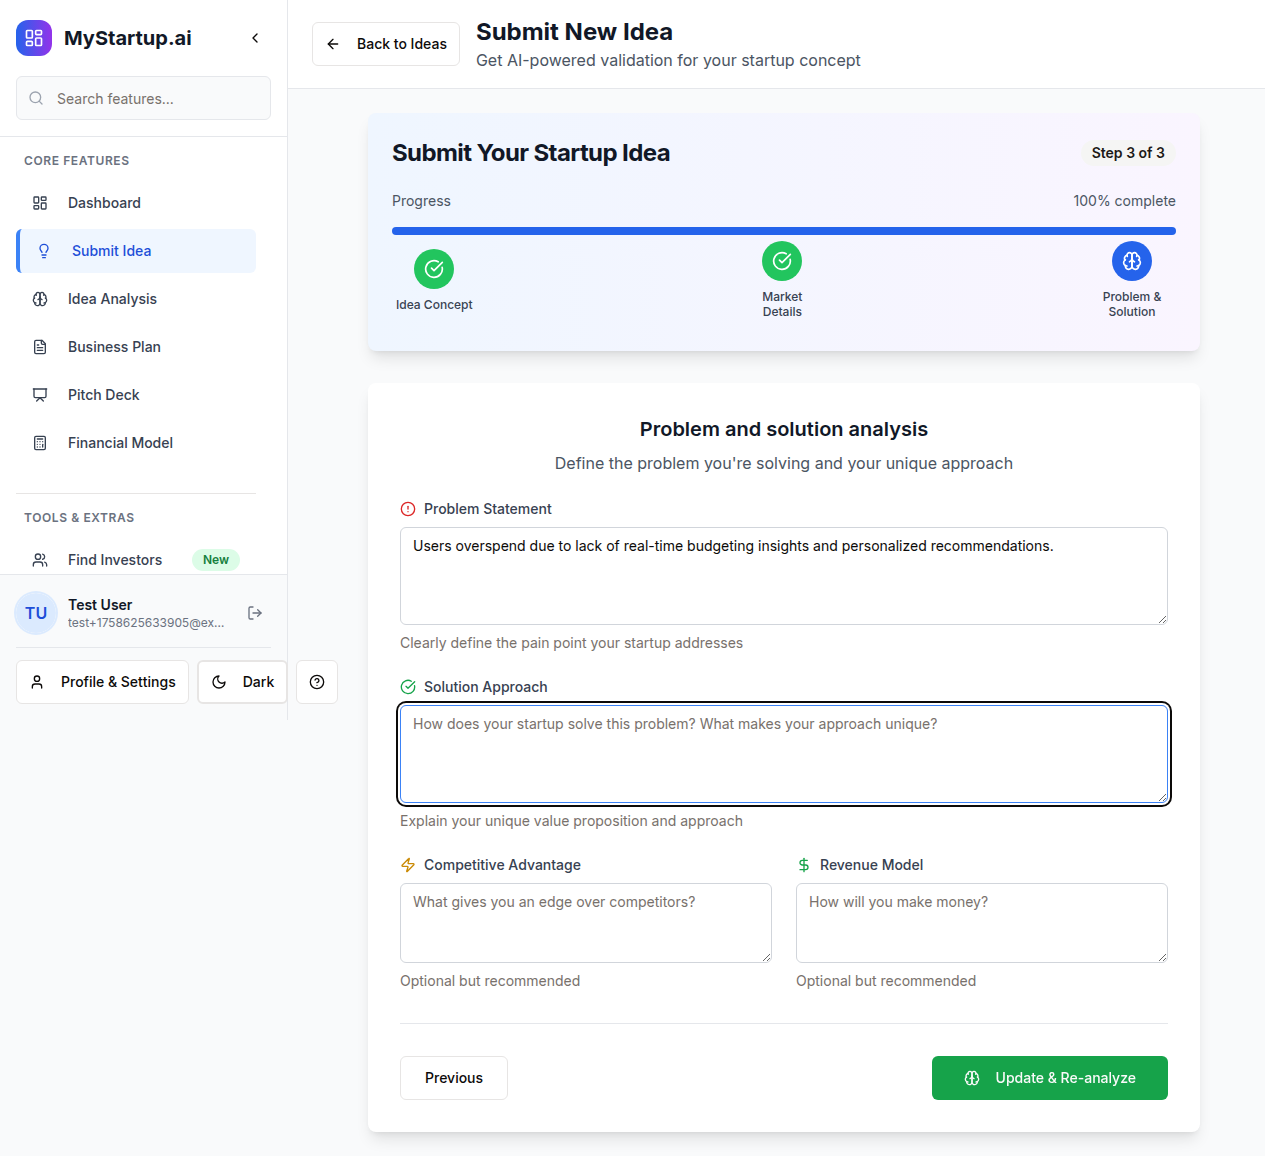 MyStartup.ai
Search features...
CORE FEATURES
Dashboard
Submit Idea
Idea Analysis
Business Plan
Pitch Deck
Financial Model
TOOLS & EXTRAS
Find Investors
New
TU
Test User
test+1758625633905@ex...
Profile & Settings
Dark
Back to Ideas
Submit New Idea
Get AI-powered validation for your startup concept
Submit Your Startup Idea
Step 3 of 3
Progress
100% complete
Idea Concept
Market
Details
Problem &
Solution
Problem and solution analysis
Define the problem you're solving and your unique approach
Problem Statement
Users overspend due to lack of real-time budgeting insights and personalized recommendations.
Clearly define the pain point your startup addresses
Solution Approach
How does your startup solve this problem? What makes your approach unique?
Explain your unique value proposition and approach
Competitive Advantage
What gives you an edge over competitors?
Optional but recommended
Revenue Model
How will you make money?
Optional but recommended
Previous
Update & Re-analyze